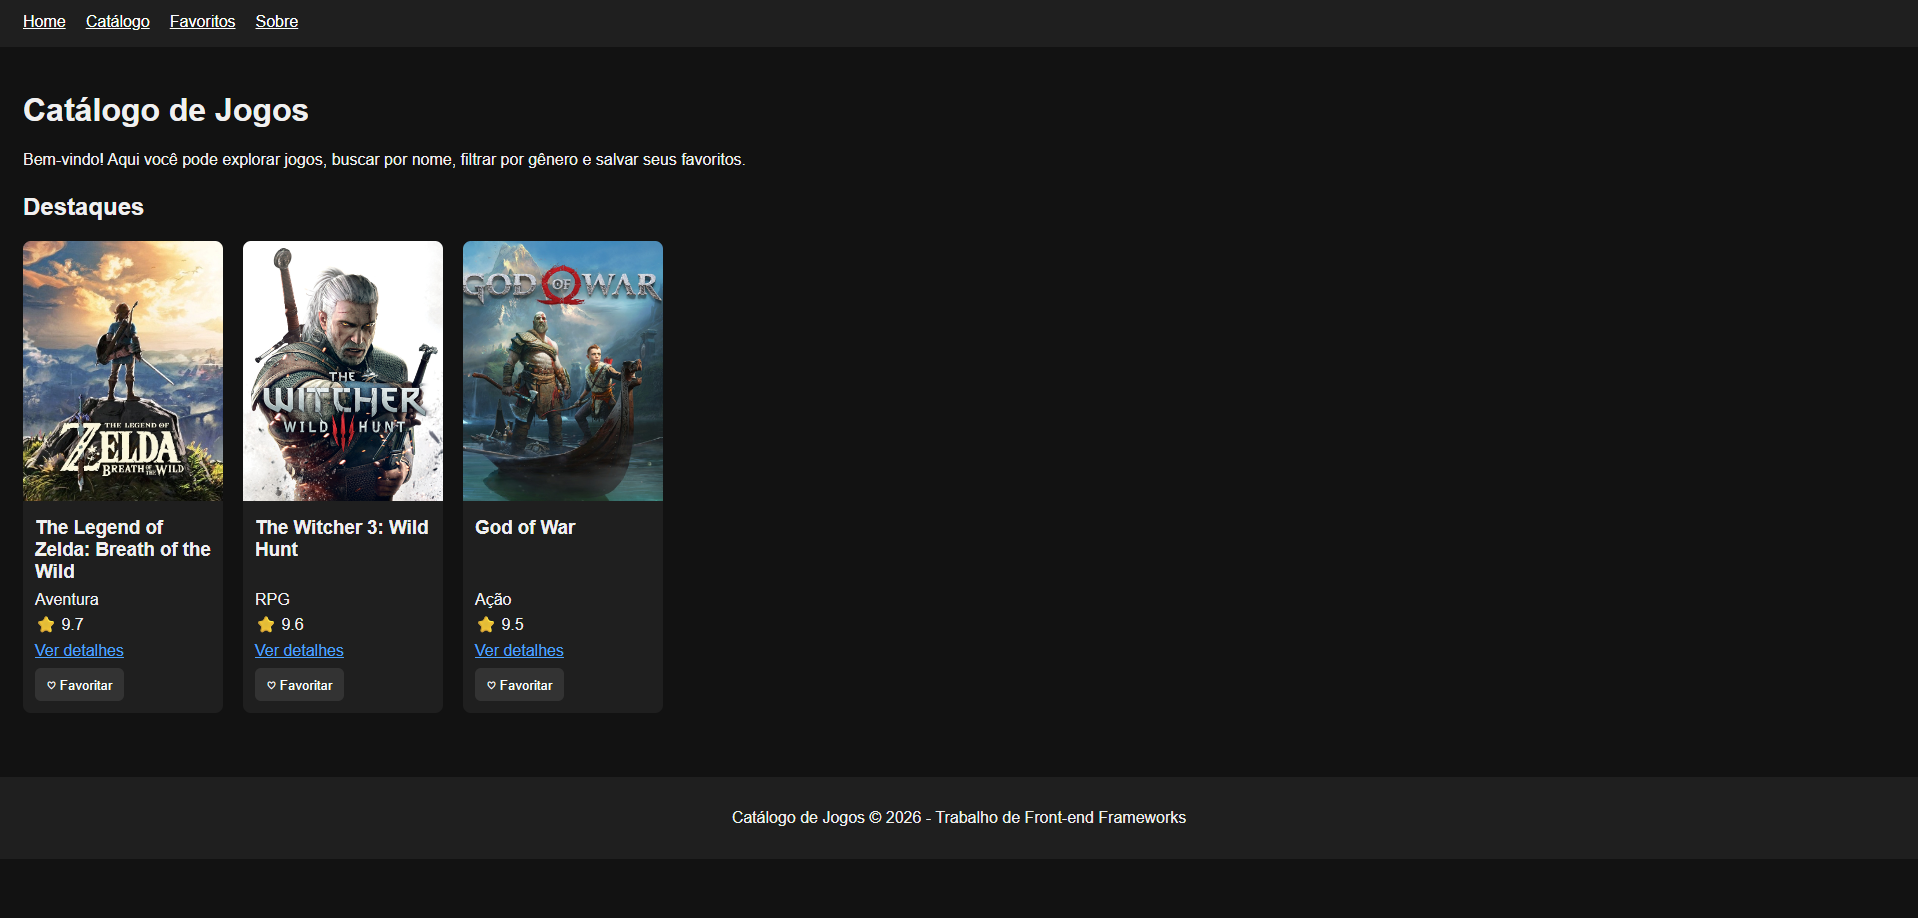 Home Catálogo Favoritos Sobre
Catálogo de Jogos
Bem-vindo! Aqui você pode explorar jogos, buscar por nome, filtrar por gênero e salvar seus favoritos.
Destaques
THE LEGEND OF
ZELDA
BREATH OF THE WILD
The Legend of
Zelda: Breath of the
Wild
Aventura
9.7
Ver detalhes
Favoritar
THE
WITCHER
WILD III HUNT
The Witcher 3: Wild
Hunt
RPG
9.6
Ver detalhes
Favoritar
GOD OF WAR
God of War
Ação
9.5
Ver detalhes
Favoritar
Catálogo de Jogos © 2026 - Trabalho de Front-end Frameworks